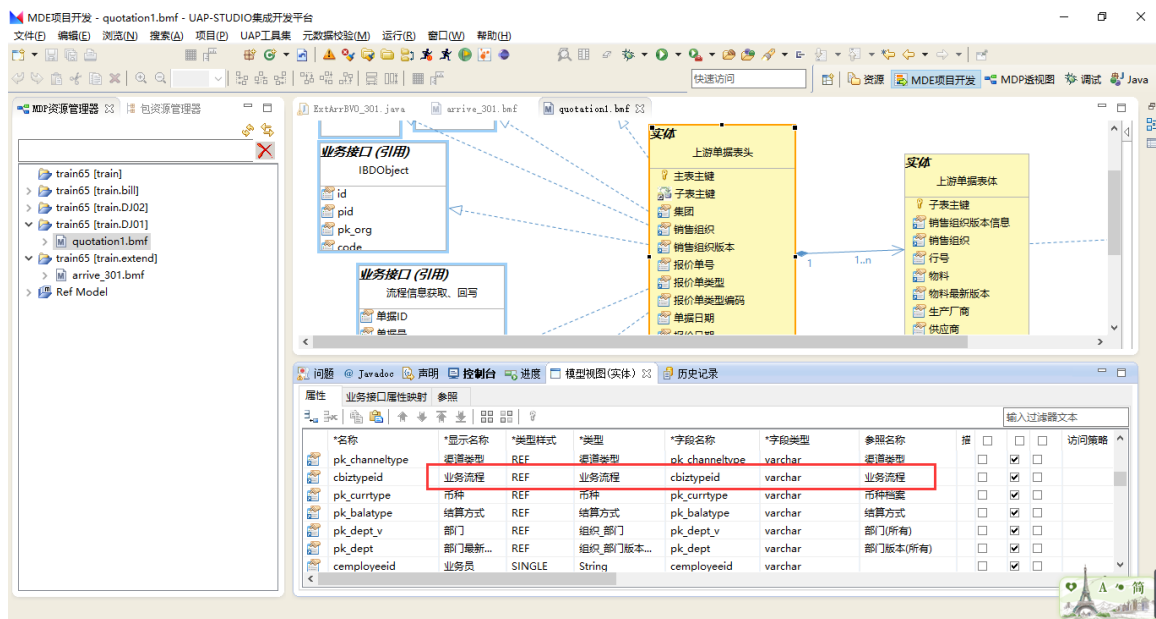 MDE项目开发 - quotation1.bmf - UAP-STUDIO集成开发平台
文件(F) 编辑(E) 浏览(N) 搜索(A) 项目(P) UAP工具集 元数据校验(M) 运行(R) 窗口(W) 帮助(H)
快速访问 资源 MDE项目开发 MDP透视图 调试 Java
MDP资源管理器 包资源管理器
ExtArrBVO_301.java arrive_301.bmf quotation1.bmf
train65 [train]
train65 [train.bill]
train65 [train.DJ02]
train65 [train.DJ01]
quotation1.bmf
train65 [train.extend]
arrive_301.bmf
Ref Model
业务接口 (引用)
IBDObject
id
pid
pk_org
code
业务接口 (引用)
流程信息获取、回写
单据ID
实体
上游单据表头
主表主键
子表主键
集团
销售组织
销售组织版本
报价单号
报价单类型
报价单类型编码
单据日期
报价日期
1
1..n
实体
上游单据表体
子表主键
销售组织版本信息
销售组织
行号
物料
物料最新版本
生产厂商
供应商
问题 @ Javadoc 声明 控制台 进度 模型视图(实体) 历史记录
属性 业务接口属性映射 参照
输入过滤器文本
*名称 *显示名称 *类型样式 *类型 *字段名称 *字段类型 参照名称 访问策略
pk_channeltype 渠道类型 REF 渠道类型 pk_channeltype varchar 渠道类型
cbiztypeid 业务流程 REF 业务流程 cbiztypeid varchar 业务流程
pk_currtype 币种 REF 币种 pk_currtype varchar 币种档案
pk_balatype 结算方式 REF 结算方式 pk_balatype varchar 结算方式
pk_dept_v 部门 REF 组织_部门 pk_dept_v varchar 部门(所有)
pk_dept 部门最新... REF 组织_部门版本... pk_dept varchar 部门版本(所有)
cemployeeid 业务员 SINGLE String cemployeeid varchar
A 简